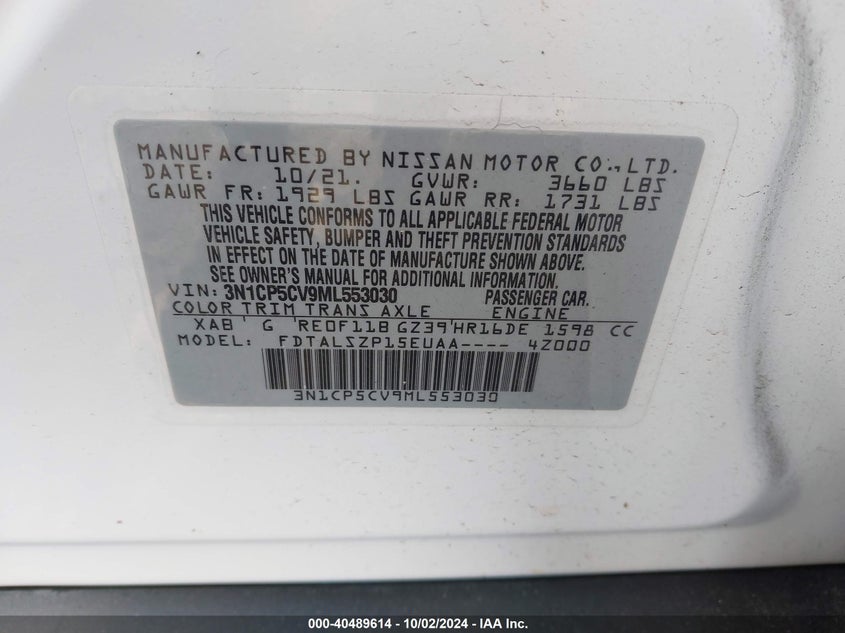 MANUFACTURED BY NISSAN MOTOR CO., LTD.
DATE: 10/21. GVWR: 3660 LBS
GAWR FR: 1929 LBS GAWR RR: 1731 LBS
THIS VEHICLE CONFORMS TO ALL APPLICABLE FEDERAL MOTOR
VEHICLE SAFETY, BUMPER AND THEFT PREVENTION STANDARDS
IN EFFECT ON THE DATE OF MANUFACTURE SHOWN ABOVE.
SEE OWNER'S MANUAL FOR ADDITIONAL INFORMATION.
VIN: 3N1CP5CV9ML553030 PASSENGER CAR.
COLOR TRIM TRANS AXLE ENGINE
XAB G RE0F11B GZ39 HR16DE 1598 CC
MODEL: FDTALSZP15EUAA---- 4Z000
3N1CP5CV9ML553030
000-40489614 - 10/02/2024 - IAA Inc.